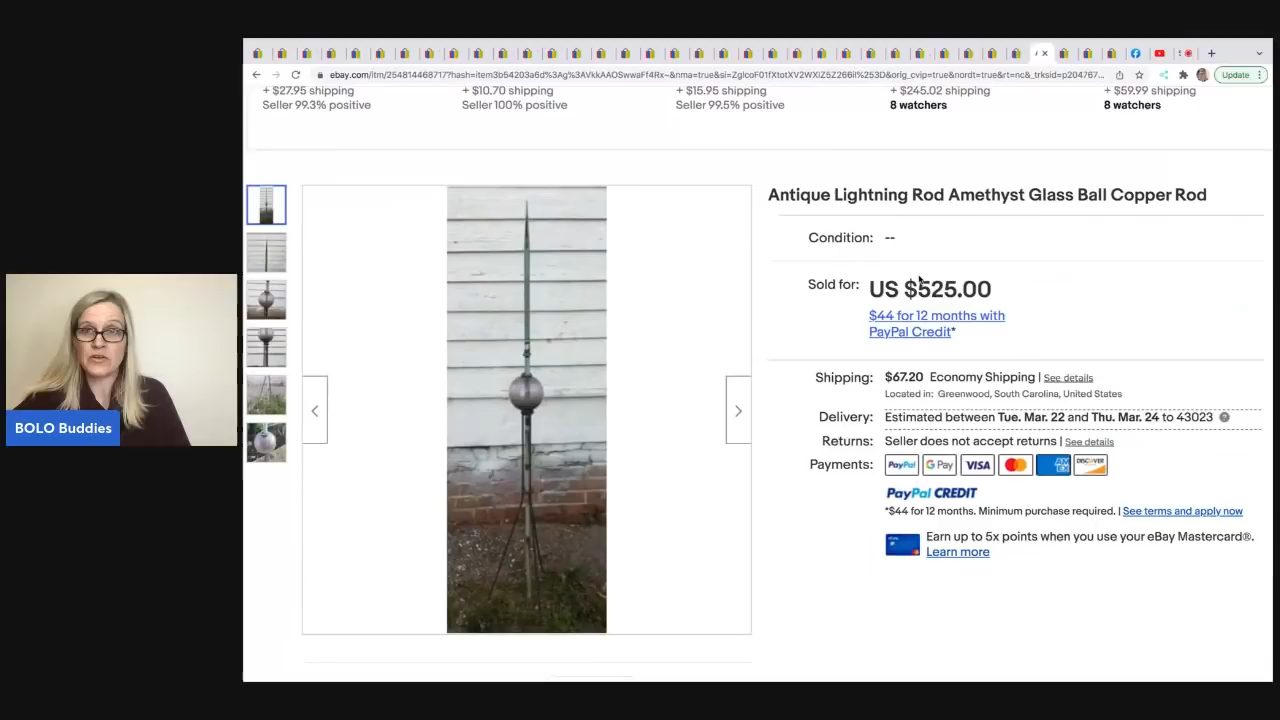 ebay.com/itm/254814468717?hash=item3b54203a6d%3Ag%3AVkkAAOSwwaFf4Rx~&nma=true&si=ZglcoF01fXtotXV2WXlZ5Z266iI%253D&orig_cvip=true&nordt=true&rt=nc&_trksid=p204767...
Update
+ $27.95 shipping
Seller 99.3% positive
+ $10.70 shipping
Seller 100% positive
+ $15.95 shipping
Seller 99.5% positive
+ $245.02 shipping
8 watchers
+ $59.99 shipping
8 watchers
Antique Lightning Rod Amethyst Glass Ball Copper Rod
Condition: --
Sold for: US $525.00
$44 for 12 months with
PayPal Credit*
Shipping: $67.20 Economy Shipping | See details
Located in: Greenwood, South Carolina, United States
Delivery: Estimated between Tue. Mar. 22 and Thu. Mar. 24 to 43023
Returns: Seller does not accept returns | See details
Payments: PayPal G Pay VISA AM EX DISCOVER
PayPal CREDIT
*$44 for 12 months. Minimum purchase required. | See terms and apply now
Earn up to 5x points when you use your eBay Mastercard®.
Learn more
BOLO Buddies